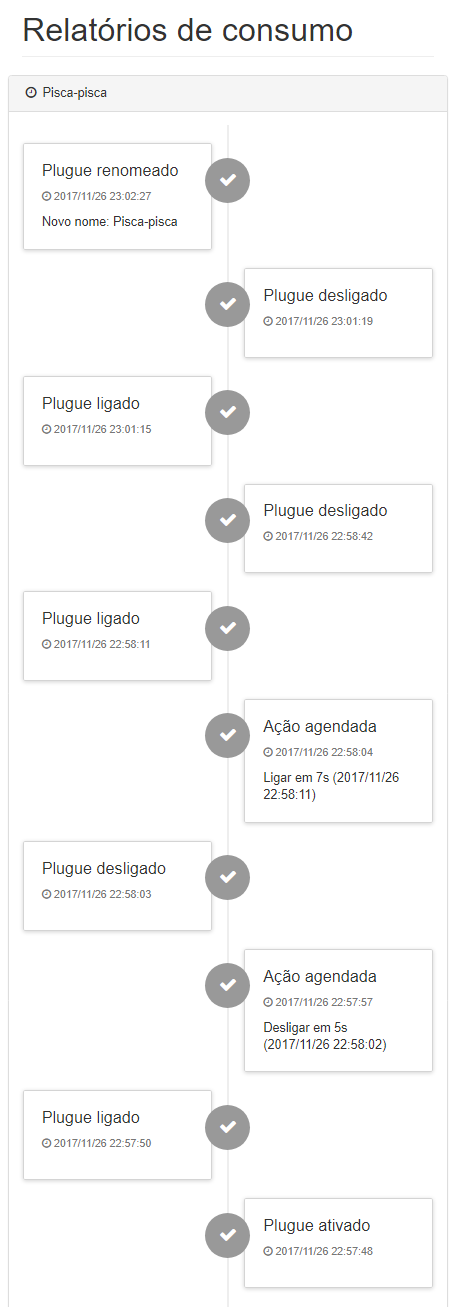 Relatórios de consumo
Pisca-pisca
Plugue renomeado
2017/11/26 23:02:27
Novo nome: Pisca-pisca
Plugue desligado
2017/11/26 23:01:19
Plugue ligado
2017/11/26 23:01:15
Plugue desligado
2017/11/26 22:58:42
Plugue ligado
2017/11/26 22:58:11
Ação agendada
2017/11/26 22:58:04
Ligar em 7s (2017/11/26
22:58:11)
Plugue desligado
2017/11/26 22:58:03
Ação agendada
2017/11/26 22:57:57
Desligar em 5s
(2017/11/26 22:58:02)
Plugue ligado
2017/11/26 22:57:50
Plugue ativado
2017/11/26 22:57:48